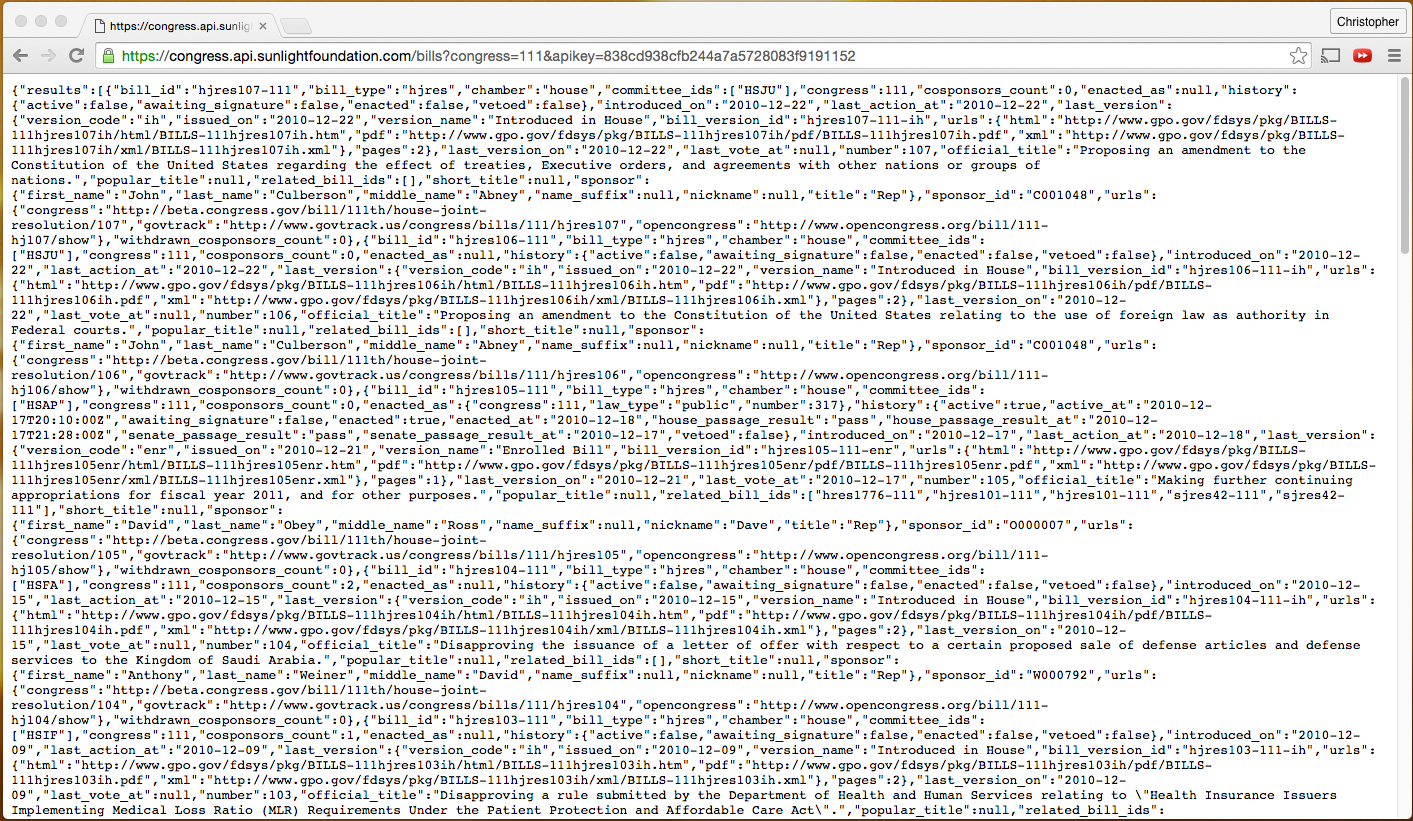 https://congress.api.sunlig
Christopher
https://congress.api.sunlightfoundation.com/bills?congress=111&apikey=838cd938cfb244a7a5728083f9191152
{"results":[{"bill_id":"hjres107-111","bill_type":"hjres","chamber":"house","committee_ids":["HSJU"],"congress":111,"cosponsors_count":0,"enacted_as":null,"history":
{"active":false,"awaiting_signature":false,"enacted":false,"vetoed":false},"introduced_on":"2010-12-22","last_action_at":"2010-12-22","last_version":
{"version_code":"ih","issued_on":"2010-12-22","version_name":"Introduced in House","bill_version_id":"hjres107-111-ih","urls":{"html":"http://www.gpo.gov/fdsys/pkg/BILLS-
111hjres107ih/html/BILLS-111hjres107ih.htm","pdf":"http://www.gpo.gov/fdsys/pkg/BILLS-111hjres107ih/pdf/BILLS-111hjres107ih.pdf","xml":"http://www.gpo.gov/fdsys/pkg/BILLS-
111hjres107ih/xml/BILLS-111hjres107ih.xml"},"pages":2},"last_version_on":"2010-12-22","last_vote_at":null,"number":107,"official_title":"Proposing an amendment to the
Constitution of the United States regarding the effect of treaties, Executive orders, and agreements with other nations or groups of
nations.","popular_title":null,"related_bill_ids":[],"short_title":null,"sponsor":
{"first_name":"John","last_name":"Culberson","middle_name":"Abney","name_suffix":null,"nickname":null,"title":"Rep"},"sponsor_id":"C001048","urls":
{"congress":"http://beta.congress.gov/bill/111th/house-joint-
resolution/107","govtrack":"http://www.govtrack.us/congress/bills/111/hjres107","opencongress":"http://www.opencongress.org/bill/111-
hj107/show"},"withdrawn_cosponsors_count":0},{"bill_id":"hjres106-111","bill_type":"hjres","chamber":"house","committee_ids":
["HSJU"],"congress":111,"cosponsors_count":0,"enacted_as":null,"history":{"active":false,"awaiting_signature":false,"enacted":false,"vetoed":false},"introduced_on":"2010-12-
22","last_action_at":"2010-12-22","last_version":{"version_code":"ih","issued_on":"2010-12-22","version_name":"Introduced in House","bill_version_id":"hjres106-111-ih","urls":
{"html":"http://www.gpo.gov/fdsys/pkg/BILLS-111hjres106ih/html/BILLS-111hjres106ih.htm","pdf":"http://www.gpo.gov/fdsys/pkg/BILLS-111hjres106ih/pdf/BILLS-
111hjres106ih.pdf","xml":"http://www.gpo.gov/fdsys/pkg/BILLS-111hjres106ih/xml/BILLS-111hjres106ih.xml"},"pages":2},"last_version_on":"2010-12-
22","last_vote_at":null,"number":106,"official_title":"Proposing an amendment to the Constitution of the United States relating to the use of foreign law as authority in
Federal courts.","popular_title":null,"related_bill_ids":[],"short_title":null,"sponsor":
{"first_name":"John","last_name":"Culberson","middle_name":"Abney","name_suffix":null,"nickname":null,"title":"Rep"},"sponsor_id":"C001048","urls":
{"congress":"http://beta.congress.gov/bill/111th/house-joint-
resolution/106","govtrack":"http://www.govtrack.us/congress/bills/111/hjres106","opencongress":"http://www.opencongress.org/bill/111-
hj106/show"},"withdrawn_cosponsors_count":0},{"bill_id":"hjres105-111","bill_type":"hjres","chamber":"house","committee_ids":
["HSAP"],"congress":111,"cosponsors_count":0,"enacted_as":{"congress":111,"law_type":"public","number":317},"history":{"active":true,"active_at":"2010-12-
17T20:10:00Z","awaiting_signature":false,"enacted":true,"enacted_at":"2010-12-18","house_passage_result":"pass","house_passage_result_at":"2010-12-
17T21:28:00Z","senate_passage_result":"pass","senate_passage_result_at":"2010-12-17","vetoed":false},"introduced_on":"2010-12-17","last_action_at":"2010-12-18","last_version":
{"version_code":"enr","issued_on":"2010-12-21","version_name":"Enrolled Bill","bill_version_id":"hjres105-111-enr","urls":{"html":"http://www.gpo.gov/fdsys/pkg/BILLS-
111hjres105enr/html/BILLS-111hjres105enr.htm","pdf":"http://www.gpo.gov/fdsys/pkg/BILLS-111hjres105enr/pdf/BILLS-111hjres105enr.pdf","xml":"http://www.gpo.gov/fdsys/pkg/BILLS-
111hjres105enr/xml/BILLS-111hjres105enr.xml"},"pages":1},"last_version_on":"2010-12-21","last_vote_at":"2010-12-17","number":105,"official_title":"Making further continuing
appropriations for fiscal year 2011, and for other purposes.","popular_title":null,"related_bill_ids":["hres1776-111","hjres101-111","hjres101-111","sjres42-111","sjres42-
111"],"short_title":null,"sponsor":
{"first_name":"David","last_name":"Obey","middle_name":"Ross","name_suffix":null,"nickname":"Dave","title":"Rep"},"sponsor_id":"O000007","urls":
{"congress":"http://beta.congress.gov/bill/111th/house-joint-
resolution/105","govtrack":"http://www.govtrack.us/congress/bills/111/hjres105","opencongress":"http://www.opencongress.org/bill/111-
hj105/show"},"withdrawn_cosponsors_count":0},{"bill_id":"hjres104-111","bill_type":"hjres","chamber":"house","committee_ids":
["HSFA"],"congress":111,"cosponsors_count":2,"enacted_as":null,"history":{"active":false,"awaiting_signature":false,"enacted":false,"vetoed":false},"introduced_on":"2010-12-
15","last_action_at":"2010-12-15","last_version":{"version_code":"ih","issued_on":"2010-12-15","version_name":"Introduced in House","bill_version_id":"hjres104-111-ih","urls":
{"html":"http://www.gpo.gov/fdsys/pkg/BILLS-111hjres104ih/html/BILLS-111hjres104ih.htm","pdf":"http://www.gpo.gov/fdsys/pkg/BILLS-111hjres104ih/pdf/BILLS-
111hjres104ih.pdf","xml":"http://www.gpo.gov/fdsys/pkg/BILLS-111hjres104ih/xml/BILLS-111hjres104ih.xml"},"pages":2},"last_version_on":"2010-12-
15","last_vote_at":null,"number":104,"official_title":"Disapproving the issuance of a letter of offer with respect to a certain proposed sale of defense articles and defense
services to the Kingdom of Saudi Arabia.","popular_title":null,"related_bill_ids":[],"short_title":null,"sponsor":
{"first_name":"Anthony","last_name":"Weiner","middle_name":"David","name_suffix":null,"nickname":null,"title":"Rep"},"sponsor_id":"W000792","urls":
{"congress":"http://beta.congress.gov/bill/111th/house-joint-
resolution/104","govtrack":"http://www.govtrack.us/congress/bills/111/hjres104","opencongress":"http://www.opencongress.org/bill/111-
hj104/show"},"withdrawn_cosponsors_count":0},{"bill_id":"hjres103-111","bill_type":"hjres","chamber":"house","committee_ids":
["HSIF"],"congress":111,"cosponsors_count":1,"enacted_as":null,"history":{"active":false,"awaiting_signature":false,"enacted":false,"vetoed":false},"introduced_on":"2010-12-
09","last_action_at":"2010-12-09","last_version":{"version_code":"ih","issued_on":"2010-12-09","version_name":"Introduced in House","bill_version_id":"hjres103-111-ih","urls":
{"html":"http://www.gpo.gov/fdsys/pkg/BILLS-111hjres103ih/html/BILLS-111hjres103ih.htm","pdf":"http://www.gpo.gov/fdsys/pkg/BILLS-111hjres103ih/pdf/BILLS-
111hjres103ih.pdf","xml":"http://www.gpo.gov/fdsys/pkg/BILLS-111hjres103ih/xml/BILLS-111hjres103ih.xml"},"pages":2},"last_version_on":"2010-12-
09","last_vote_at":null,"number":103,"official_title":"Disapproving a rule submitted by the Department of Health and Human Services relating to \"Health Insurance Issuers
Implementing Medical Loss Ratio (MLR) Requirements Under the Patient Protection and Affordable Care Act\".","popular_title":null,"related_bill_ids":